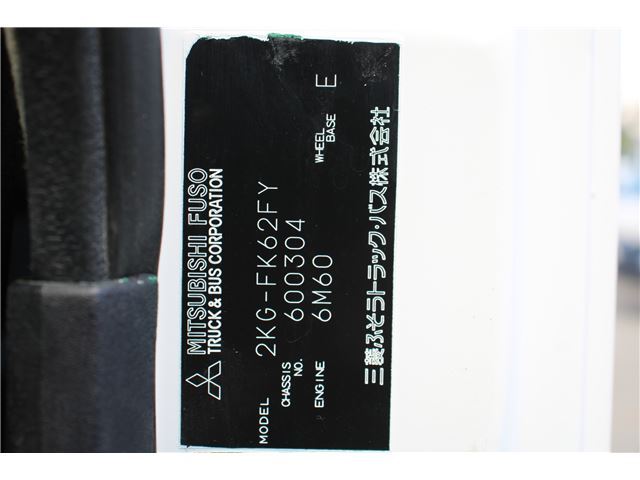 MITSUBISHI FUSO
TRUCK & BUS CORPORATION
MODEL 2KG-FK62FY
CHASSIS NO. 600304
ENGINE 6M60 WHEEL BASE E
三菱ふそうトラック・バス株式会社